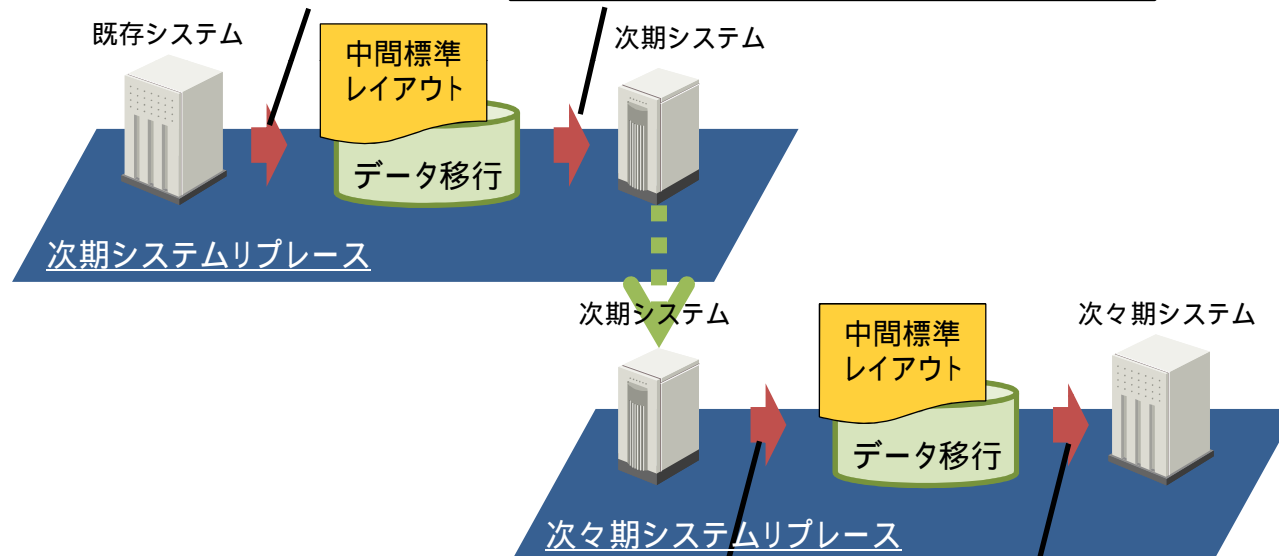 既存システム
中間標準
レイアウト
データ移行
次期システム
次期システムリプレース
次期システム
中間標準
レイアウト
データ移行
次々期システム
次々期システムリプレース